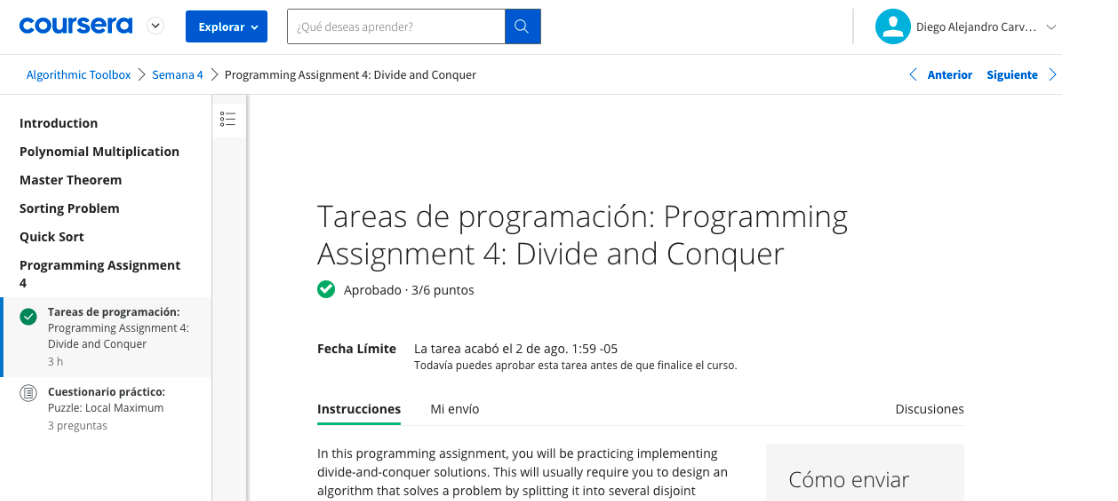 coursera
Explorar
¿Qué deseas aprender?
Diego Alejandro Carv…
Algorithmic Toolbox > Semana 4 > Programming Assignment 4: Divide and Conquer
< Anterior Siguiente >
Introduction
Polynomial Multiplication
Master Theorem
Sorting Problem
Quick Sort
Programming Assignment
4
Tareas de programación:
Programming Assignment 4:
Divide and Conquer
3 h
Cuestionario práctico:
Puzzle: Local Maximum
3 preguntas
Tareas de programación: Programming
Assignment 4: Divide and Conquer
Aprobado · 3/6 puntos
Fecha Límite La tarea acabó el 2 de ago. 1:59 -05
Todavía puedes aprobar esta tarea antes de que finalice el curso.
Instrucciones Mi envío Discusiones
In this programming assignment, you will be practicing implementing
divide-and-conquer solutions. This will usually require you to design an
algorithm that solves a problem by splitting it into several disjoint
Cómo enviar